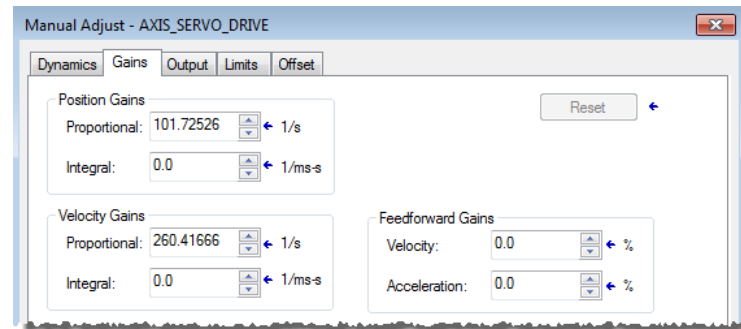 Manual Adjust - AXIS_SERVO_DRIVE
Dynamics Gains Output Limits Offset
Position Gains
Proportional: 101.72526 1/s
Integral: 0.0 1/ms-s
Reset
Velocity Gains
Proportional: 260.41666 1/s
Integral: 0.0 1/ms-s
Feedforward Gains
Velocity: 0.0 %
Acceleration: 0.0 %